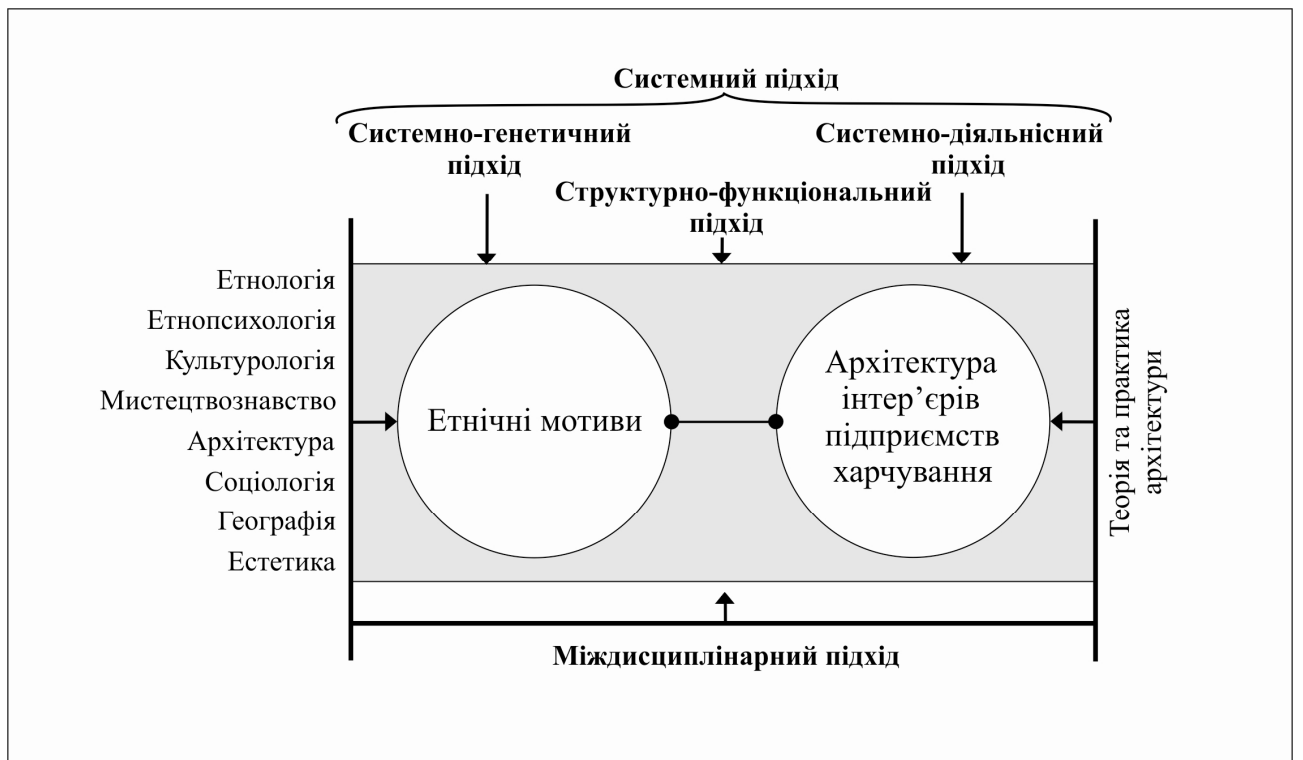 Системний підхід
Системно-генетичний
підхід
Системно-діяльнісний
підхід
Структурно-функціональний
підхід
Етнологія
Етнопсихологія
Культурологія
Мистецтвознавство
Архітектура
Соціологія
Географія
Естетика
Етнічні мотиви
Архітектура
інтер’єрів
підприємств
харчування
Теорія та практика
архітектури
Міждисциплінарний підхід